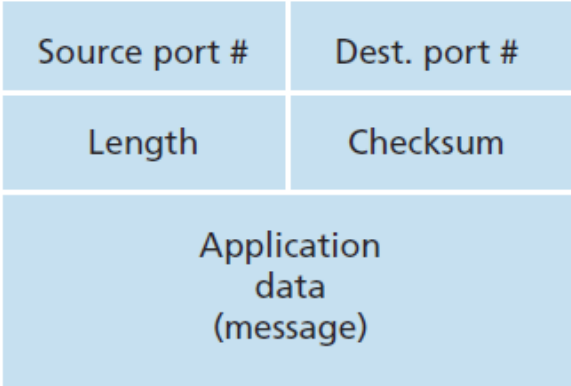 Source port #
Dest. port #
Length
Checksum
Application
data
(message)